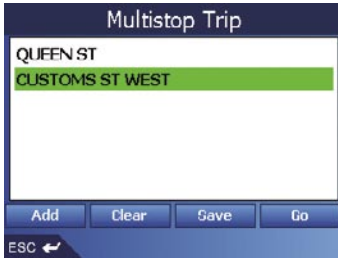 Multistop Trip
QUEEN ST
CUSTOMS ST WEST
Add Clear Save Go
ESC